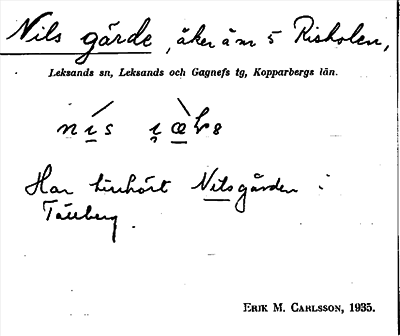 Nils gärde, åker å nr 5 Risholen,
Leksands sn, Leksands och Gagnefs tg, Kopparbergs län.
Har tillhört Nilsgården i
Tällberg.
ERIK M. CARLSSON, 1935.